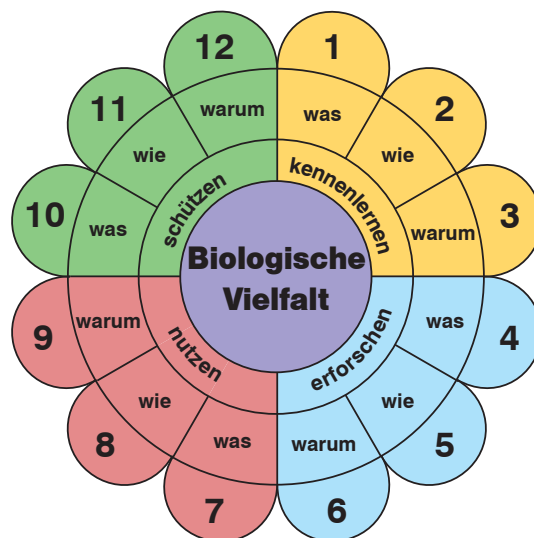 Biologische
Vielfalt
kennenlernen
1
was
2
wie
3
warum
erforschen
4
was
5
wie
6
warum
nutzen
7
was
8
wie
9
warum
schützen
10
was
11
wie
12
warum